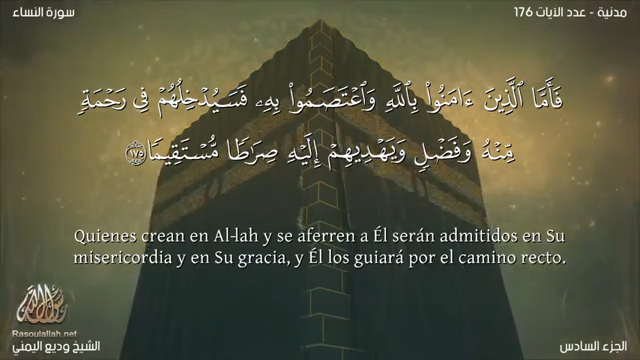 سورة النساء
مدنية - عدد الآيات 176
فَأَمَّا ٱلَّذِينَ ءَامَنُوا۟ بِٱللَّهِ وَٱعْتَصَمُوا۟ بِهِۦ فَسَيُدْخِلُهُمْ فِى رَحْمَةٍ
مِّنْهُ وَفَضْلٍ وَيَهْدِيهِمْ إِلَيْهِ صِرَٰطًا مُّسْتَقِيمًا ١٧٥
Quienes crean en Al-lah y se aferren a Él serán admitidos en Su
misericordia y en Su gracia, y Él los guiará por el camino recto.
رسول الله
Rasoulallah.net
الشيخ وديع اليمني
الجزء السادس